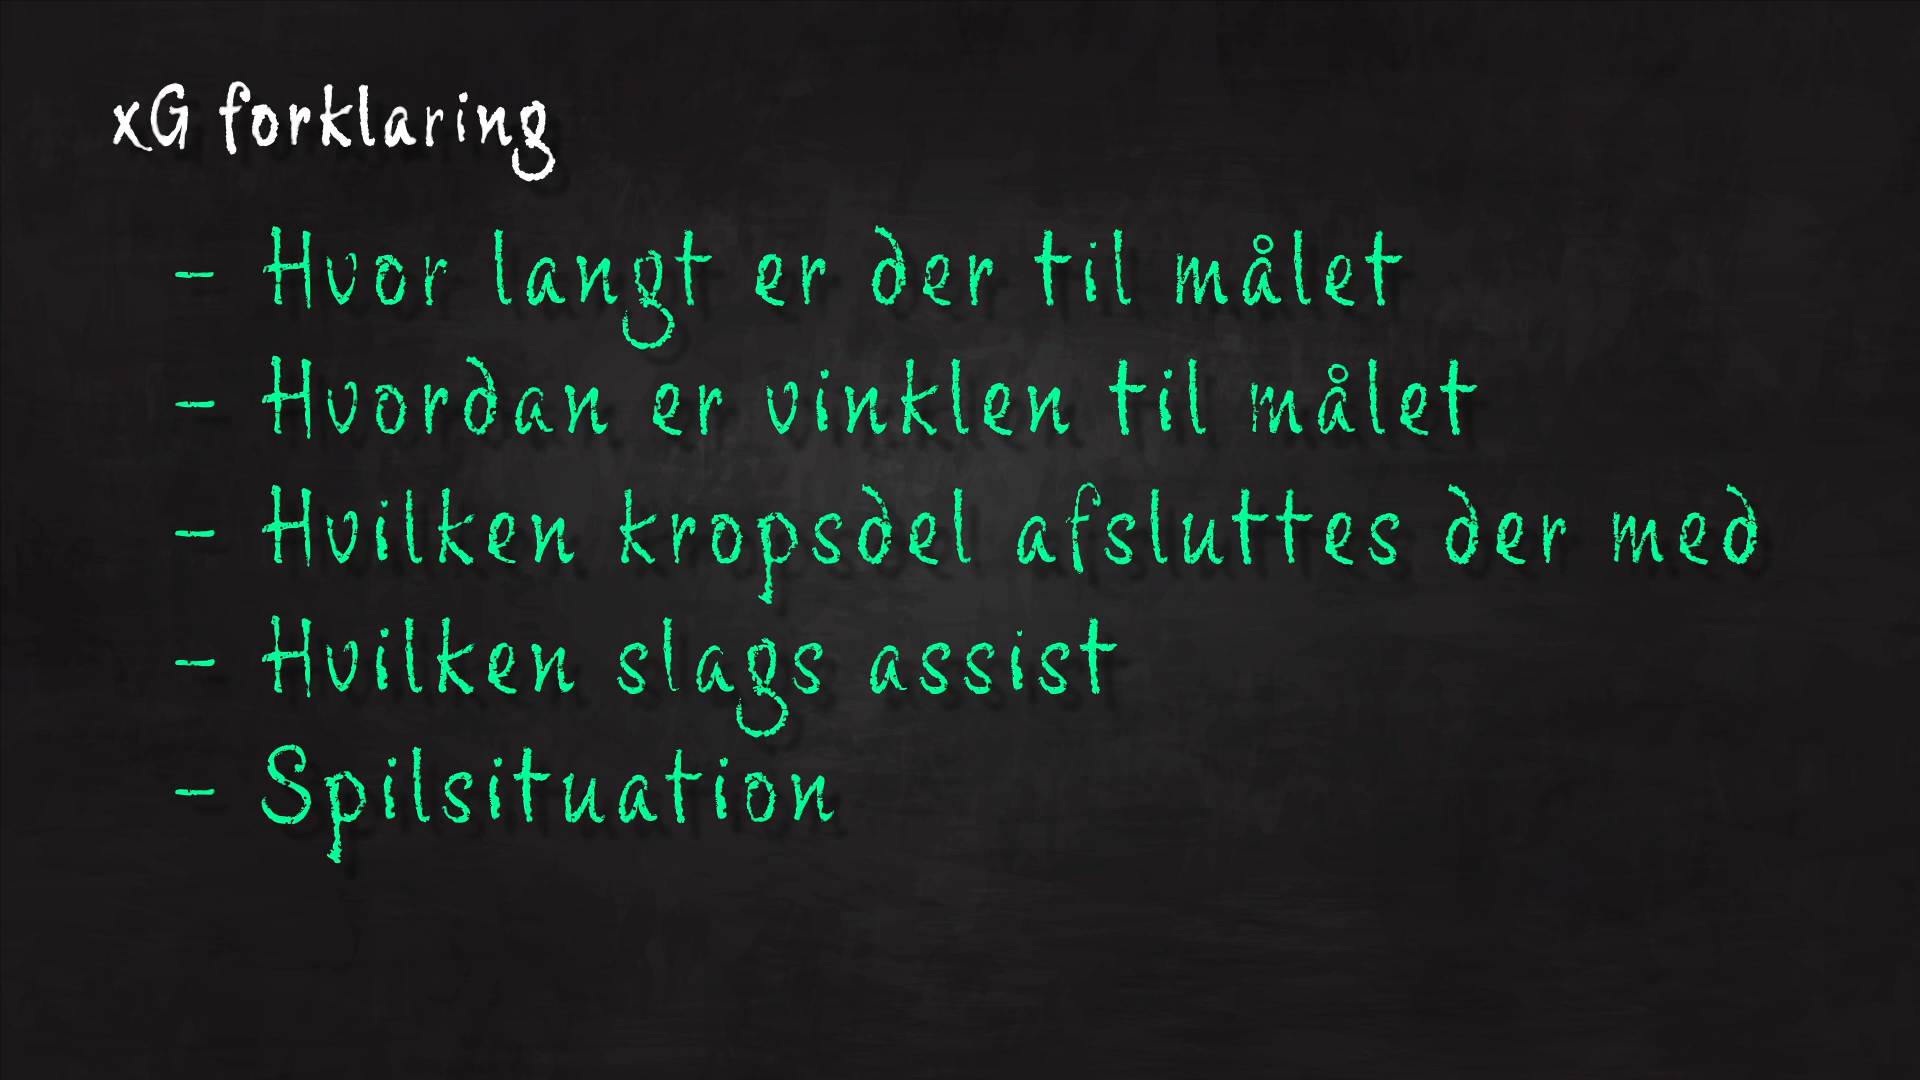 xG forklaring
- Hvor langt er der til målet
- Hvordan er vinklen til målet
- Hvilken kropsdel afsluttes der med
- Hvilken slags assist
- Spilsituation